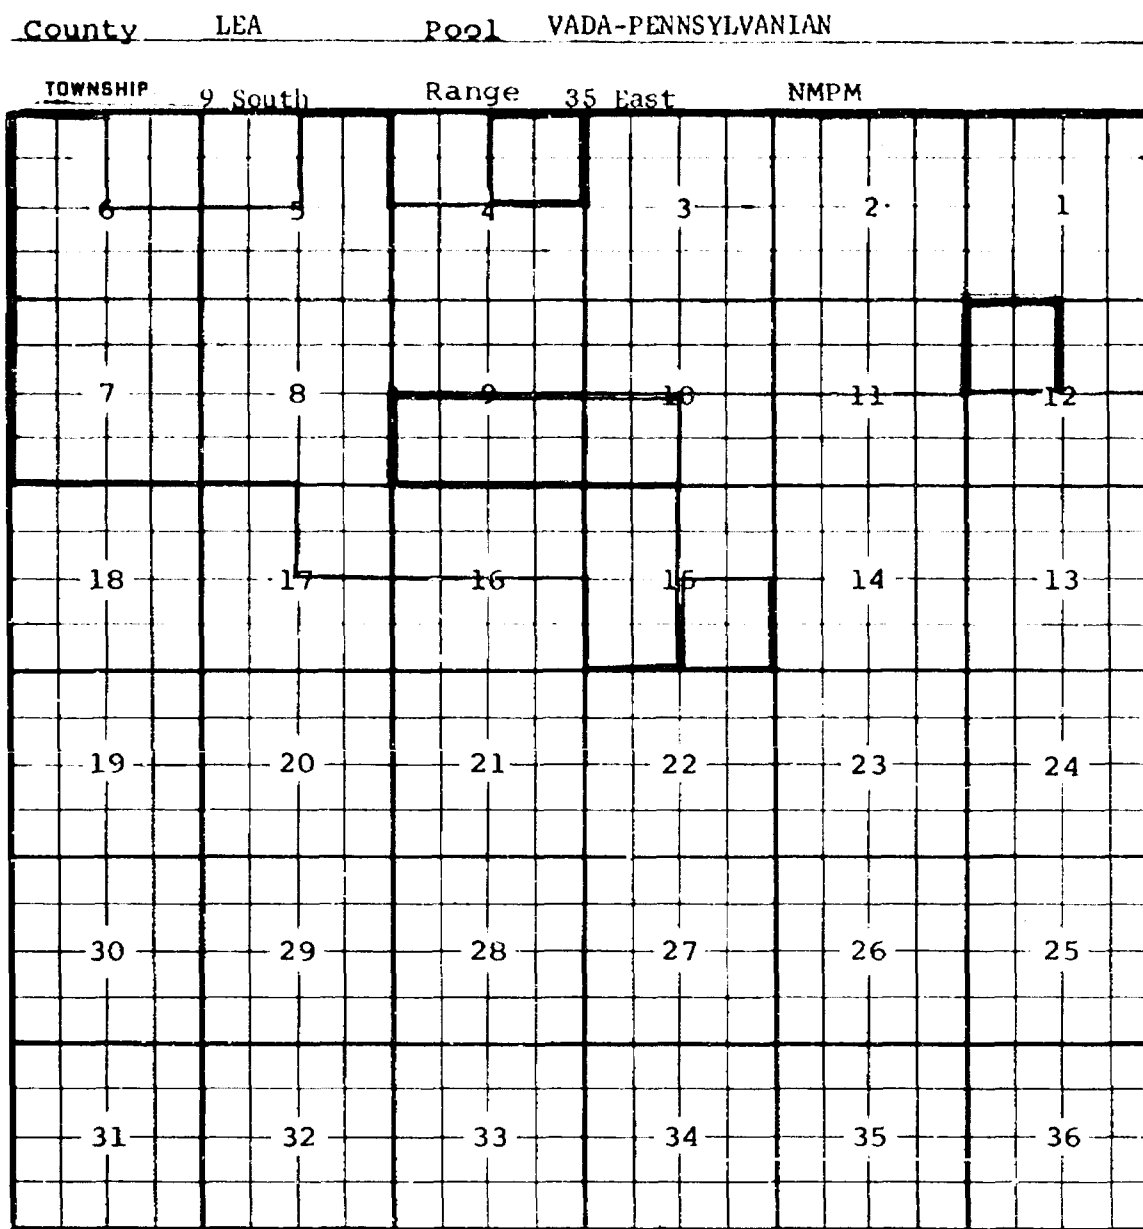 County LEA Pool VADA-PENNSYLVANIAN
TOWNSHIP 9 South Range 35 East NMPM
6 5 4 3 2 1
7 8 9 10 11 12
18 17 16 15 14 13
19 20 21 22 23 24
30 29 28 27 26 25
31 32 33 34 35 36